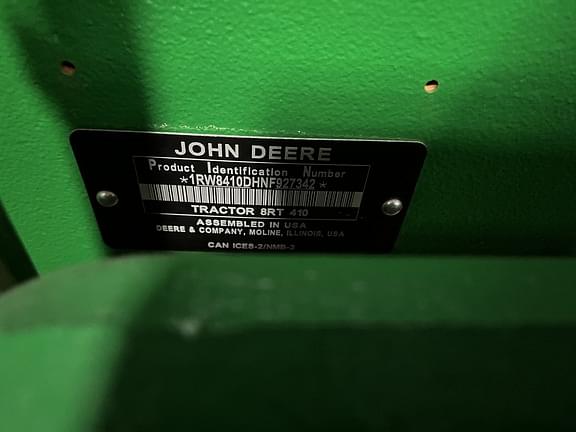 JOHN DEERE
Product Identification Number
*1RW8410DHNF927342*
TRACTOR 8RT 410
ASSEMBLED IN USA
DEERE & COMPANY, MOLINE, ILLINOIS, USA
CAN ICES-2/NMB-2